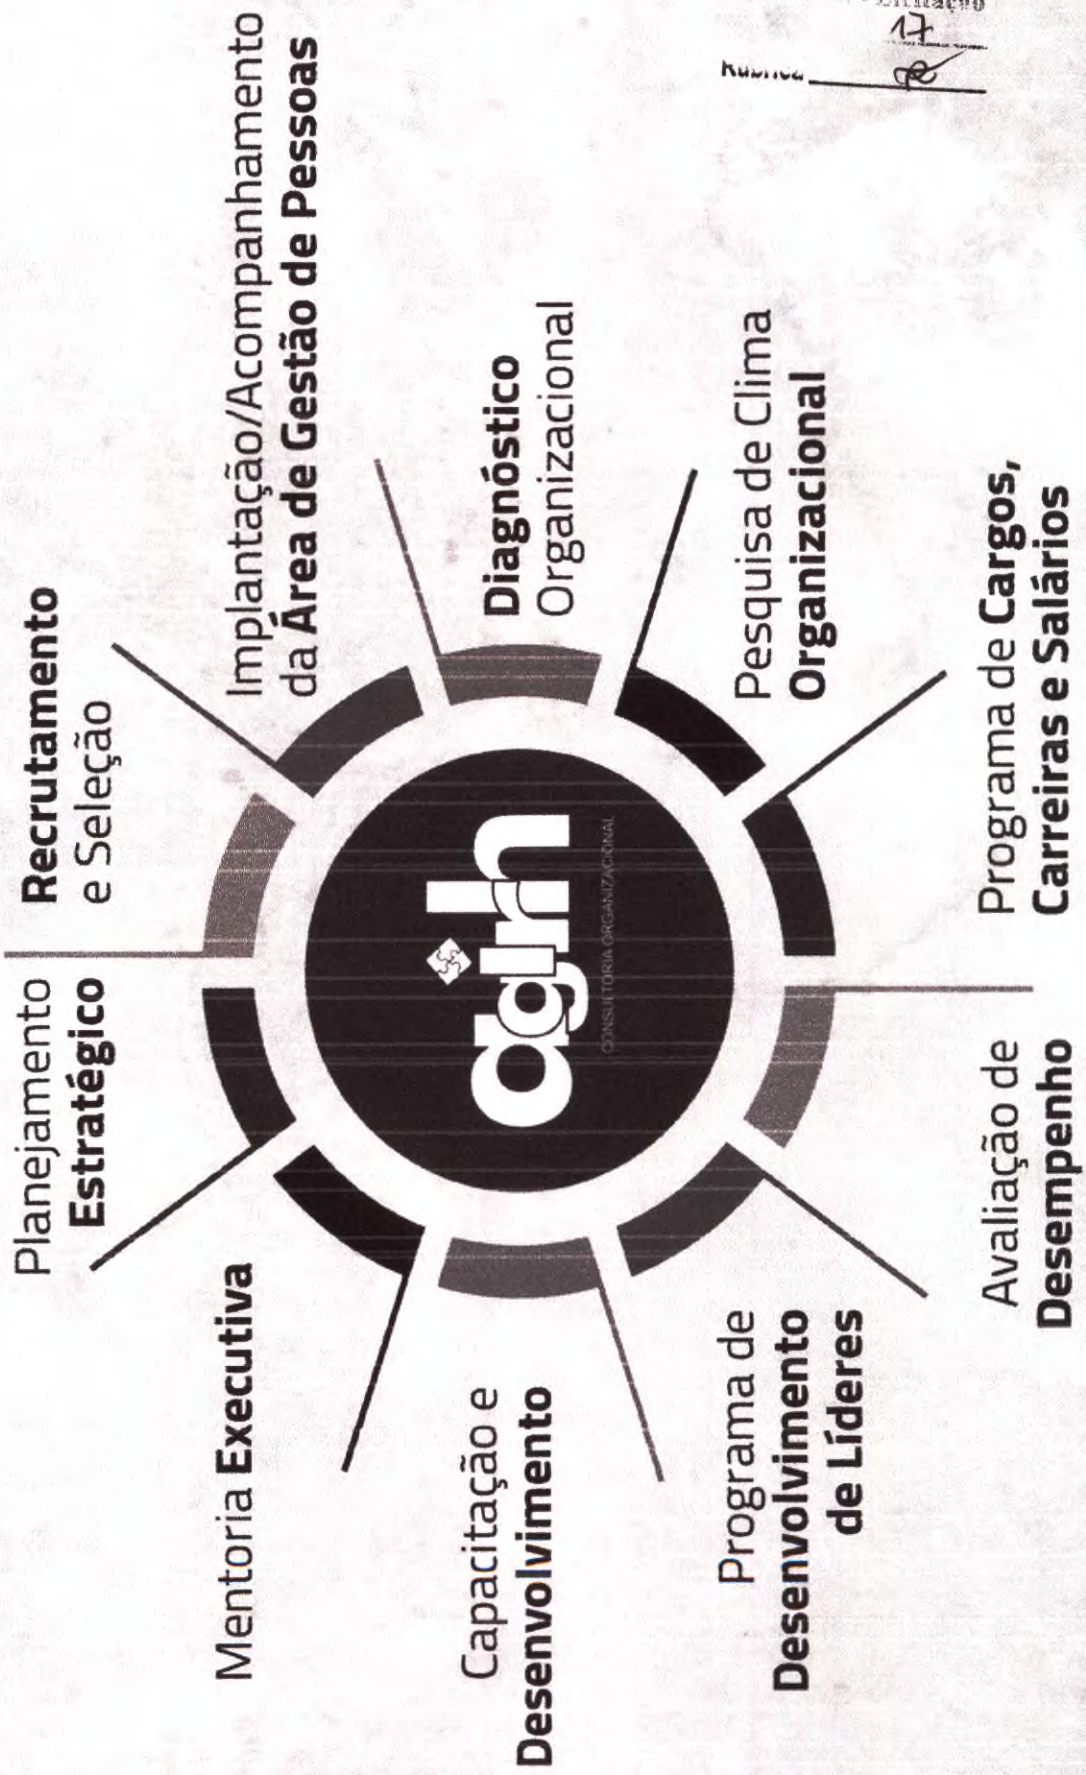 Planejamento
Estratégico
Recrutamento
e Seleção
Implantação/Acompanhamento
da Área de Gestão de Pessoas
Diagnóstico
Organizacional
Pesquisa de Clima
Organizacional
Programa de Cargos,
Carreiras e Salários
Avaliação de
Desempenho
Programa de
Desenvolvimento
de Líderes
Capacitação e
Desenvolvimento
Mentoria Executiva
CONSULTORIA ORGANIZACIONAL
17
Rubrica